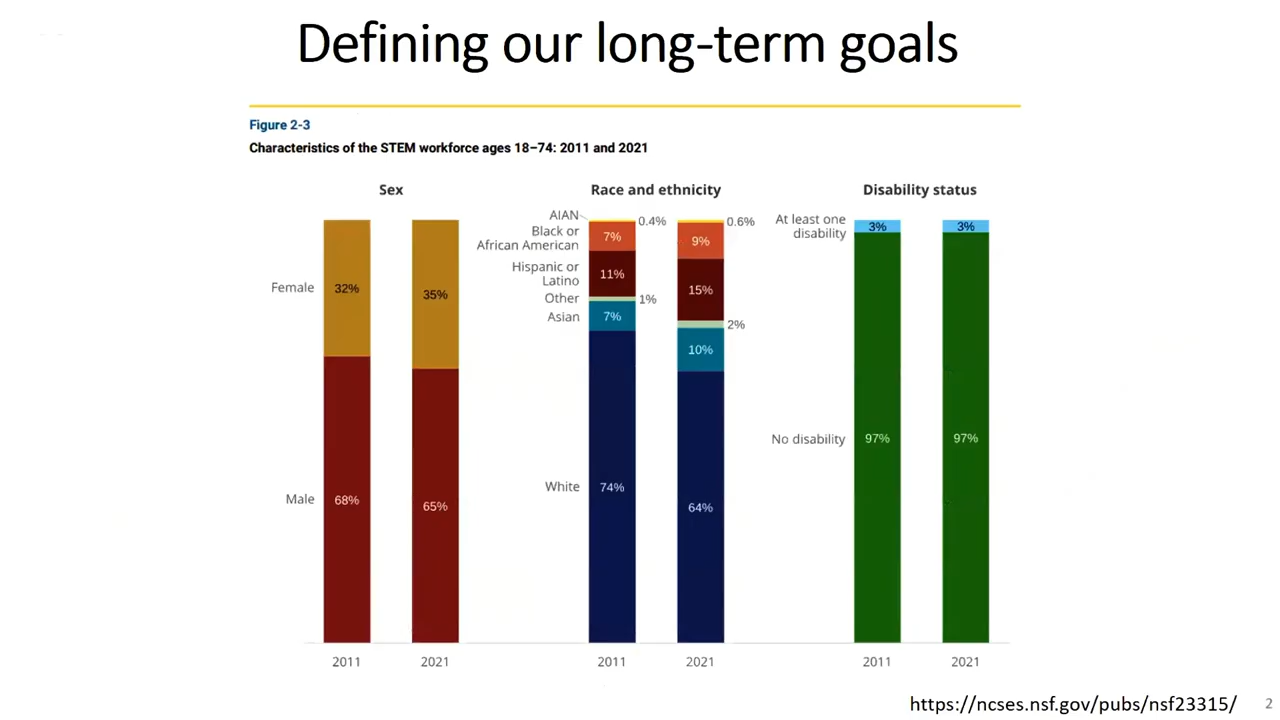 Defining our long-term goals
Figure 2-3
Characteristics of the STEM workforce ages 18–74: 2011 and 2021
Sex
Female
Male
32%
68%
35%
65%
2011
2021
Race and ethnicity
AIAN
Black or
African American
Hispanic or
Latino
Other
Asian
White
0.4%
7%
11%
1%
7%
74%
0.6%
9%
15%
2%
10%
64%
2011
2021
Disability status
At least one
disability
No disability
3%
97%
3%
97%
2011
2021
https://ncses.nsf.gov/pubs/nsf23315/
2